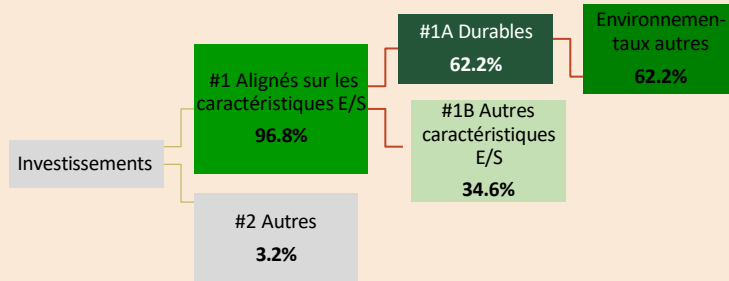 Investissements
#1 Alignés sur les
caractéristiques E/S
96.8%
#2 Autres
3.2%
#1A Durables
62.2%
#1B Autres
caractéristiques
E/S
34.6%
Environnemen-
taux autres
62.2%